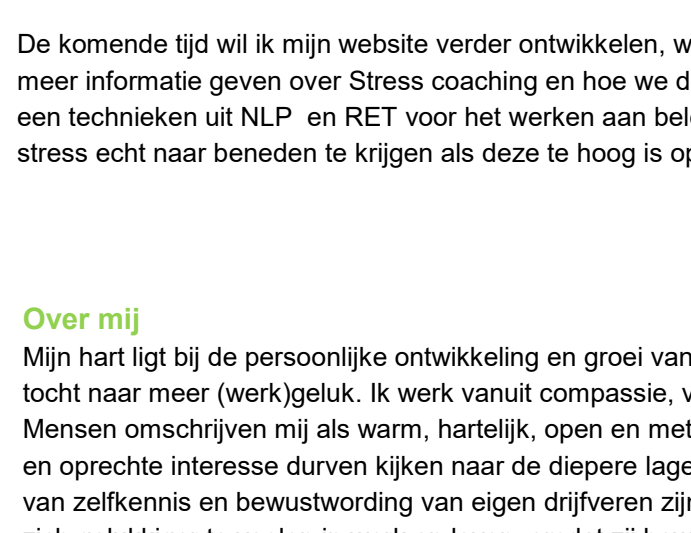 De komende tijd wil ik mijn website verder ontwikkelen,
meer informatie geven over Stress coaching en hoe we
een technieken uit NLP en RET voor het werken aan
stress echt naar beneden te krijgen als deze te hoog is
Over mij
Mijn hart ligt bij de persoonlijke ontwikkeling en groei van
tocht naar meer (werk)geluk. Ik werk vanuit compassie,
Mensen omschrijven mij als warm, hartelijk, open en met
en oprechte interesse durven kijken naar de diepere
van zelfkennis en bewustwording van eigen drijfveren